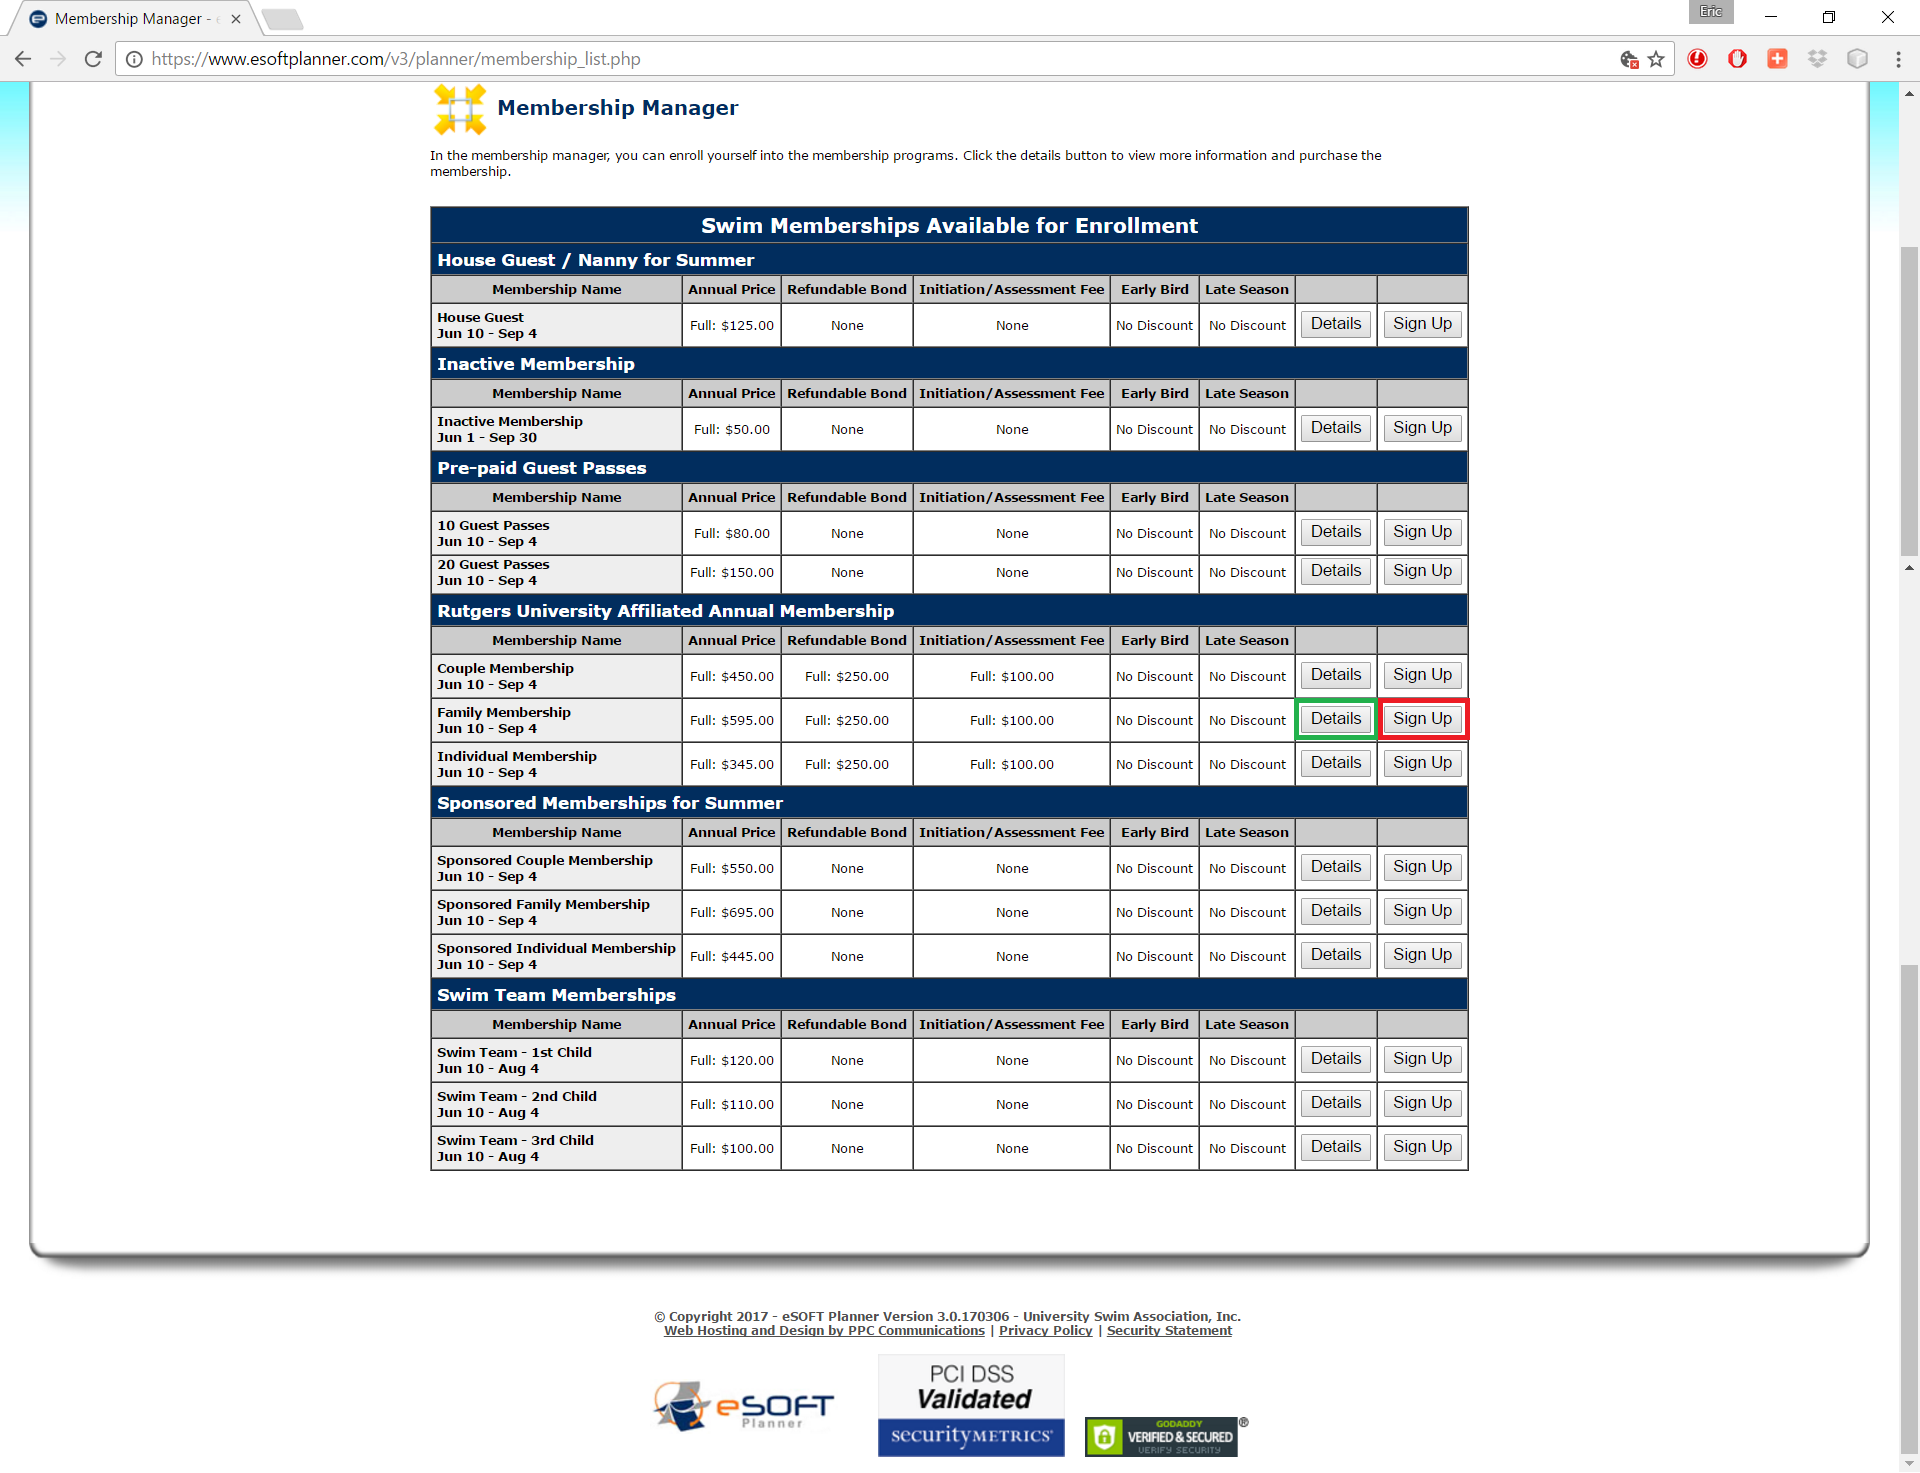 Membership Manager -
Eric
https://www.esoftplanner.com/v3/planner/membership_list.php
Membership Manager
In the membership manager, you can enroll yourself into the membership programs. Click the details button to view more information and purchase the
membership.
Swim Memberships Available for Enrollment
House Guest / Nanny for Summer
Membership Name Annual Price Refundable Bond Initiation/Assessment Fee Early Bird Late Season
House Guest
Jun 10 - Sep 4 Full: $125.00 None None No Discount No Discount Details Sign Up
Inactive Membership
Membership Name Annual Price Refundable Bond Initiation/Assessment Fee Early Bird Late Season
Inactive Membership
Jun 1 - Sep 30 Full: $50.00 None None No Discount No Discount Details Sign Up
Pre-paid Guest Passes
Membership Name Annual Price Refundable Bond Initiation/Assessment Fee Early Bird Late Season
10 Guest Passes
Jun 10 - Sep 4 Full: $80.00 None None No Discount No Discount Details Sign Up
20 Guest Passes
Jun 10 - Sep 4 Full: $150.00 None None No Discount No Discount Details Sign Up
Rutgers University Affiliated Annual Membership
Membership Name Annual Price Refundable Bond Initiation/Assessment Fee Early Bird Late Season
Couple Membership
Jun 10 - Sep 4 Full: $450.00 Full: $250.00 Full: $100.00 No Discount No Discount Details Sign Up
Family Membership
Jun 10 - Sep 4 Full: $595.00 Full: $250.00 Full: $100.00 No Discount No Discount Details Sign Up
Individual Membership
Jun 10 - Sep 4 Full: $345.00 Full: $250.00 Full: $100.00 No Discount No Discount Details Sign Up
Sponsored Memberships for Summer
Membership Name Annual Price Refundable Bond Initiation/Assessment Fee Early Bird Late Season
Sponsored Couple Membership
Jun 10 - Sep 4 Full: $550.00 None None No Discount No Discount Details Sign Up
Sponsored Family Membership
Jun 10 - Sep 4 Full: $695.00 None None No Discount No Discount Details Sign Up
Sponsored Individual Membership
Jun 10 - Sep 4 Full: $445.00 None None No Discount No Discount Details Sign Up
Swim Team Memberships
Membership Name Annual Price Refundable Bond Initiation/Assessment Fee Early Bird Late Season
Swim Team - 1st Child
Jun 10 - Aug 4 Full: $120.00 None None No Discount No Discount Details Sign Up
Swim Team - 2nd Child
Jun 10 - Aug 4 Full: $110.00 None None No Discount No Discount Details Sign Up
Swim Team - 3rd Child
Jun 10 - Aug 4 Full: $100.00 None None No Discount No Discount Details Sign Up
© Copyright 2017 - eSOFT Planner Version 3.0.170306 - University Swim Association, Inc.
Web Hosting and Design by PPC Communications | Privacy Policy | Security Statement
eSOFT
Planner
PCI DSS
Validated
securityMETRICS®
GODADDY
VERIFIED & SECURED
VERIFY SECURITY
®